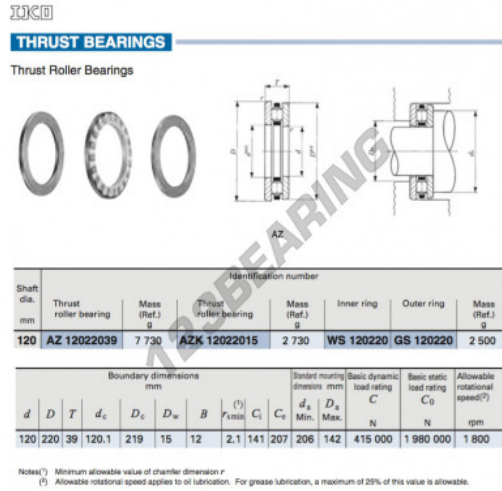 IKO
THRUST BEARINGS
Thrust Roller Bearings
T
r
D
d
AZ
123BEARING
Identification number
Shaft dia. mm
Thrust roller bearing
Mass (Ref.) g
Thrust roller bearing
Mass (Ref.) g
Inner ring
Outer ring
Mass (Ref.) g
120 AZ 12022039 7 730 AZK 12022015 2 730 WS 120220 GS 120220 2 500
Boundary dimensions mm
Standard mounting dimensions mm
Basic dynamic load rating C N
Basic static load rating C0 N
Allowable rotational speed(2) rpm
d D T dc Dc Dw B rs min(1) Ci Ce da Min. Da Max.
120 220 39 120.1 219 15 12 2.1 141 207 206 142 415 000 1 980 000 1 800
Notes(1) Minimum allowable value of chamfer dimension r
(2) Allowable rotational speed applies to oil lubrication. For grease lubrication, a maximum of 25% of this value is allowable.